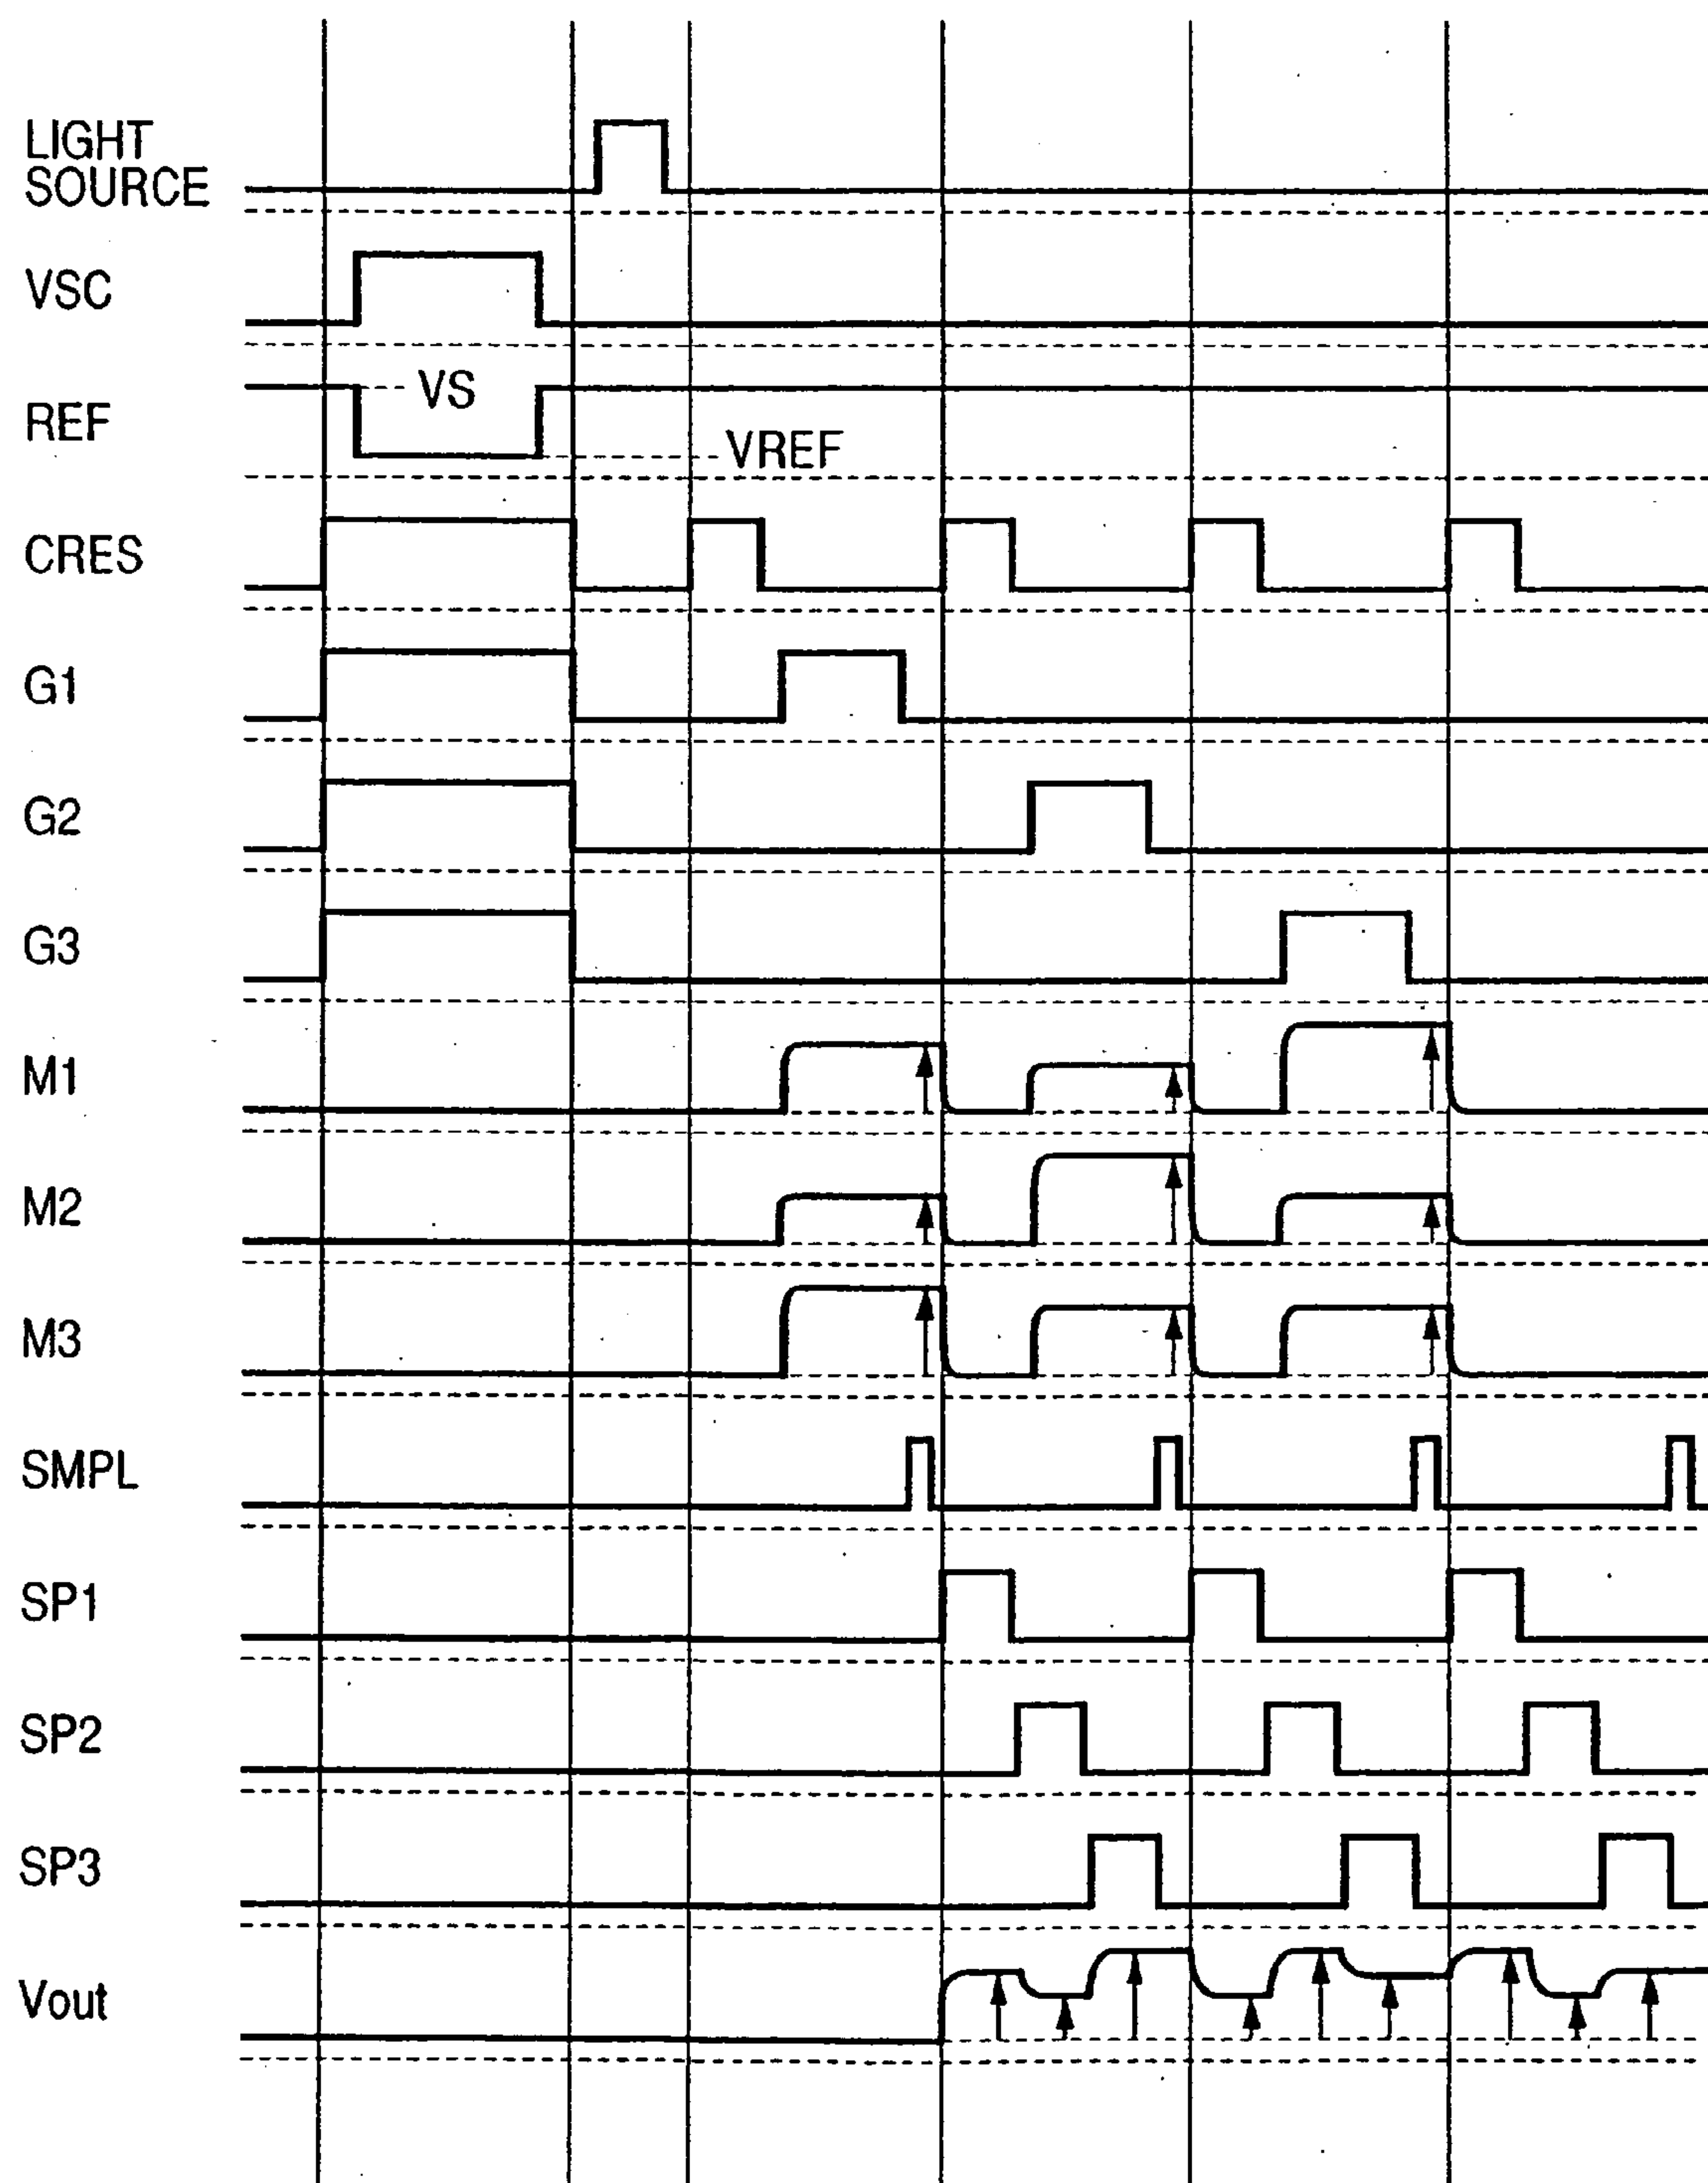 LIGHT
SOURCE
VSC
VS
REF
VREF
CRES
G1
G2
G3
M1
M2
M3
SMPL
SP1
SP2
SP3
Vout